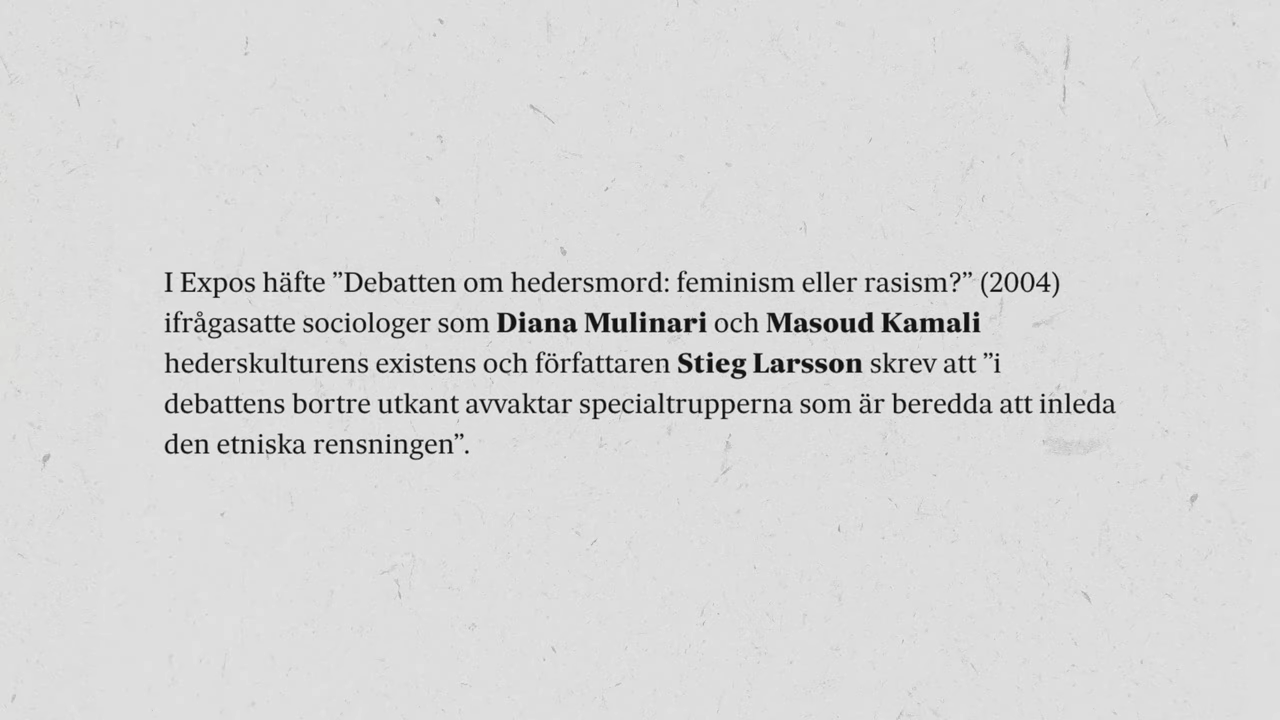 I Expos häfte ”Debatten om hedersmord: feminism eller rasism?” (2004)
ifrågasatte sociologer som Diana Mulinari och Masoud Kamali
hederskulturens existens och författaren Stieg Larsson skrev att ”i
debattens bortre utkant avvaktar specialtrupperna som är beredda att inleda
den etniska rensningen”.